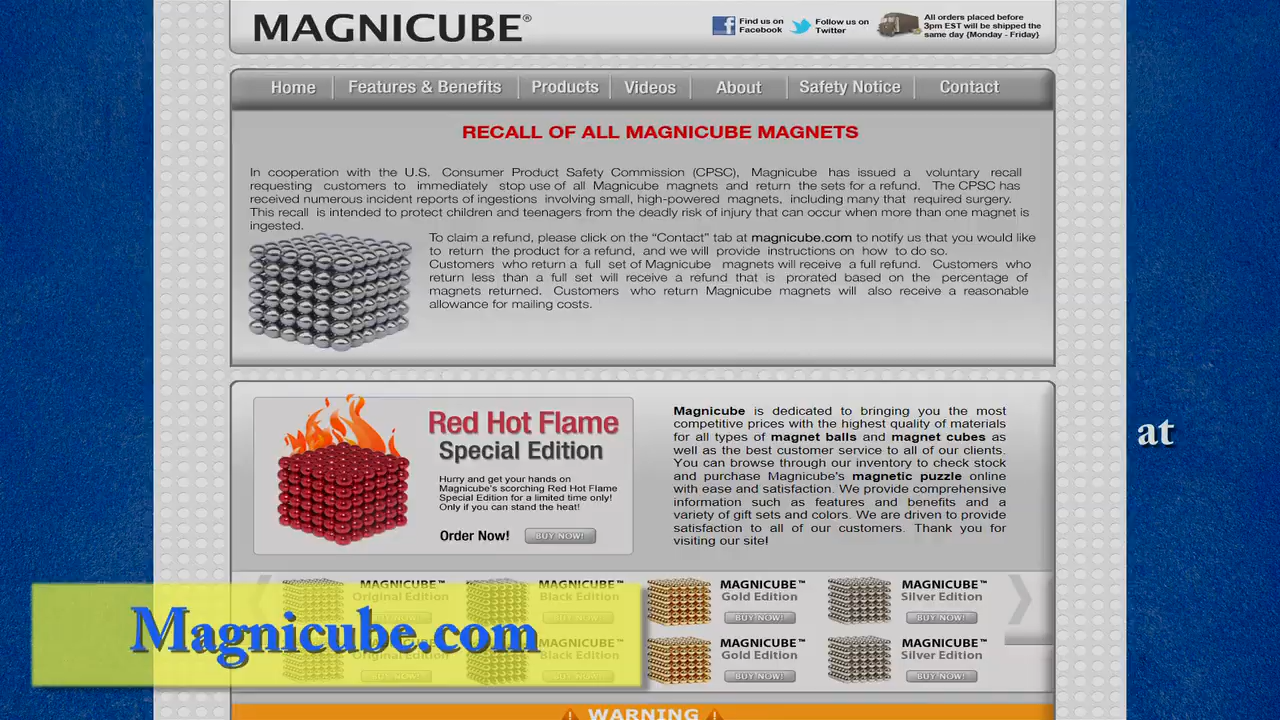 MAGNICUBE®
Find us on
Facebook
Follow us on
Twitter
All orders placed before
3pm EST will be shipped the
same day {Monday - Friday}
Home
Features & Benefits
Products
Videos
About
Safety Notice
Contact
RECALL OF ALL MAGNICUBE MAGNETS
In cooperation with the U.S. Consumer Product Safety Commission (CPSC), Magnicube has issued a voluntary recall
requesting customers to immediately stop use of all Magnicube magnets and return the sets for a refund. The CPSC has
received numerous incident reports of ingestions involving small, high-powered magnets, including many that required surgery.
This recall is intended to protect children and teenagers from the deadly risk of injury that can occur when more than one magnet is
ingested.
To claim a refund, please click on the “Contact” tab at magnicube.com to notify us that you would like
to return the product for a refund, and we will provide instructions on how to do so.
Customers who return a full set of Magnicube magnets will receive a full refund. Customers who
return less than a full set will receive a refund that is prorated based on the percentage of
magnets returned. Customers who return Magnicube magnets will also receive a reasonable
allowance for mailing costs.
Red Hot Flame
Special Edition
Hurry and get your hands on
Magnicube's scorching Red Hot Flame
Special Edition for a limited time only!
Only if you can stand the heat!
Order Now!
BUY NOW!
Magnicube is dedicated to bringing you the most
competitive prices with the highest quality of materials
for all types of magnet balls and magnet cubes as
well as the best customer service to all of our clients.
You can browse through our inventory to check stock
and purchase Magnicube's magnetic puzzle online
with ease and satisfaction. We provide comprehensive
information such as features and benefits and a
variety of gift sets and colors. We are driven to provide
satisfaction to all of our customers. Thank you for
visiting our site!
at
MAGNICUBE™
Original Edition
BUY NOW!
MAGNICUBE™
Black Edition
BUY NOW!
MAGNICUBE™
Gold Edition
BUY NOW!
MAGNICUBE™
Silver Edition
BUY NOW!
MAGNICUBE™
Original Edition
BUY NOW!
MAGNICUBE™
Black Edition
BUY NOW!
MAGNICUBE™
Gold Edition
BUY NOW!
MAGNICUBE™
Silver Edition
BUY NOW!
Magnicube.com
WARNING